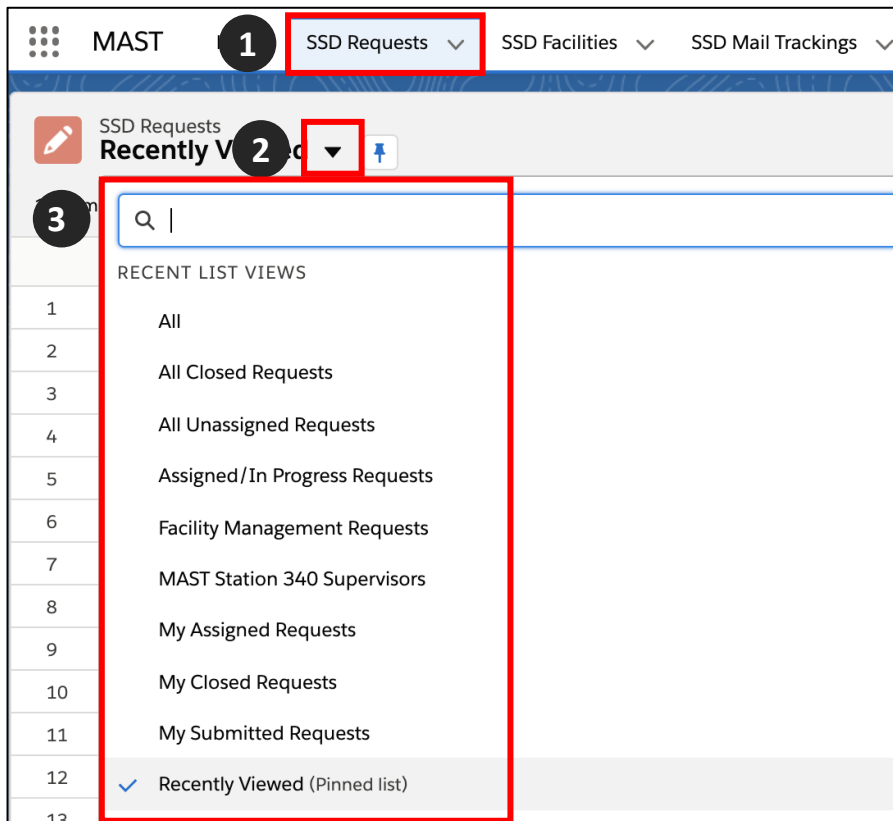 MAST
1
SSD Requests
SSD Facilities
SSD Mail Trackings
SSD Requests
Recently V
2
3
RECENT LIST VIEWS
All
All Closed Requests
All Unassigned Requests
Assigned/In Progress Requests
Facility Management Requests
MAST Station 340 Supervisors
My Assigned Requests
My Closed Requests
My Submitted Requests
Recently Viewed (Pinned list)
1
2
3
4
5
6
7
8
9
10
11
12
13